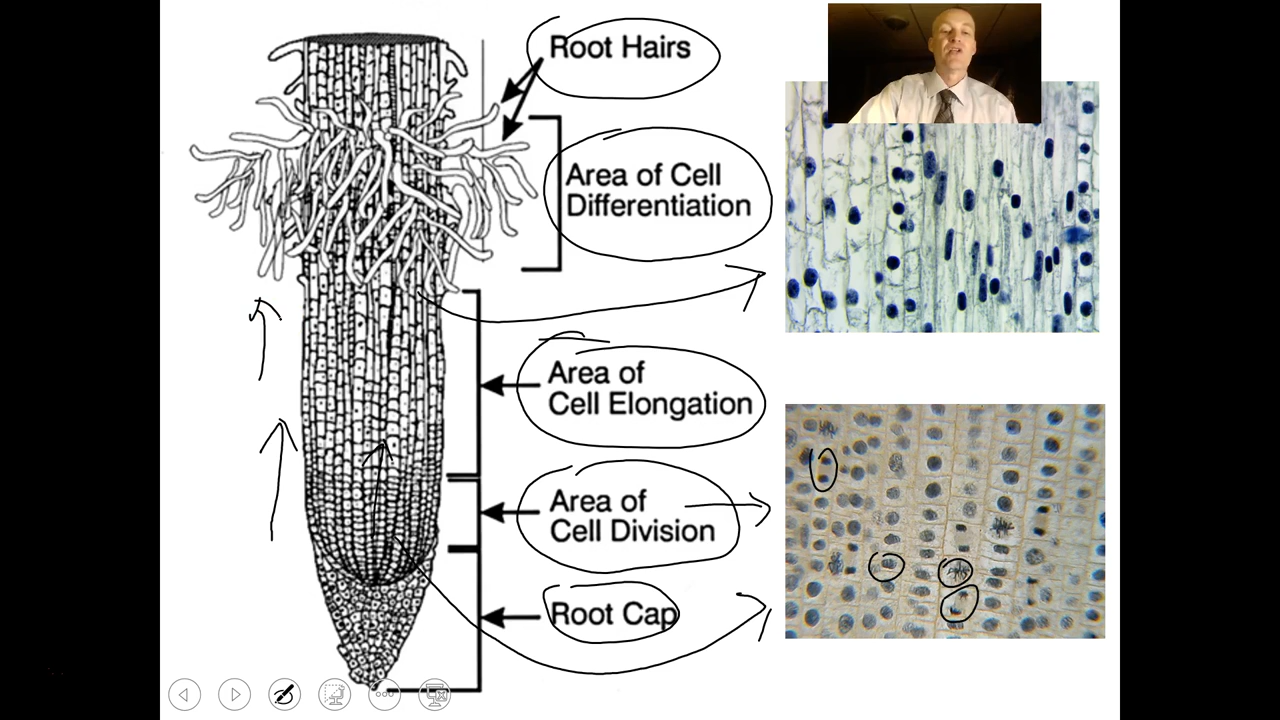 Root Hairs
Area of Cell
Differentiation
Area of
Cell Elongation
Area of
Cell Division
Root Cap